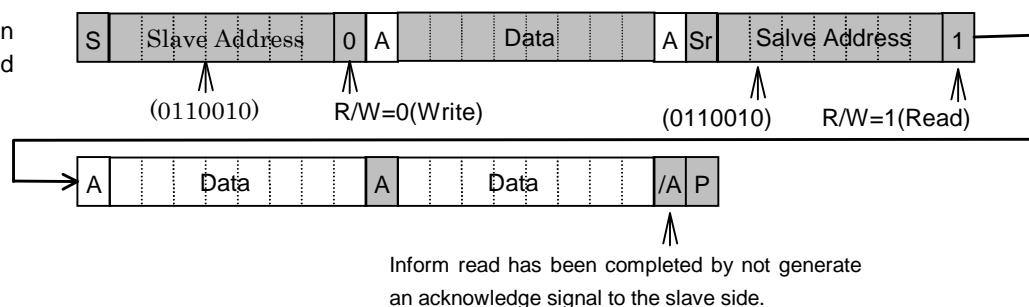 n
d
S Slave Address 0 A Data A Sr Salve Address 1
(0110010) R/W=0(Write) (0110010) R/W=1(Read)
A Data A Data /A P
Inform read has been completed by not generate
an acknowledge signal to the slave side.